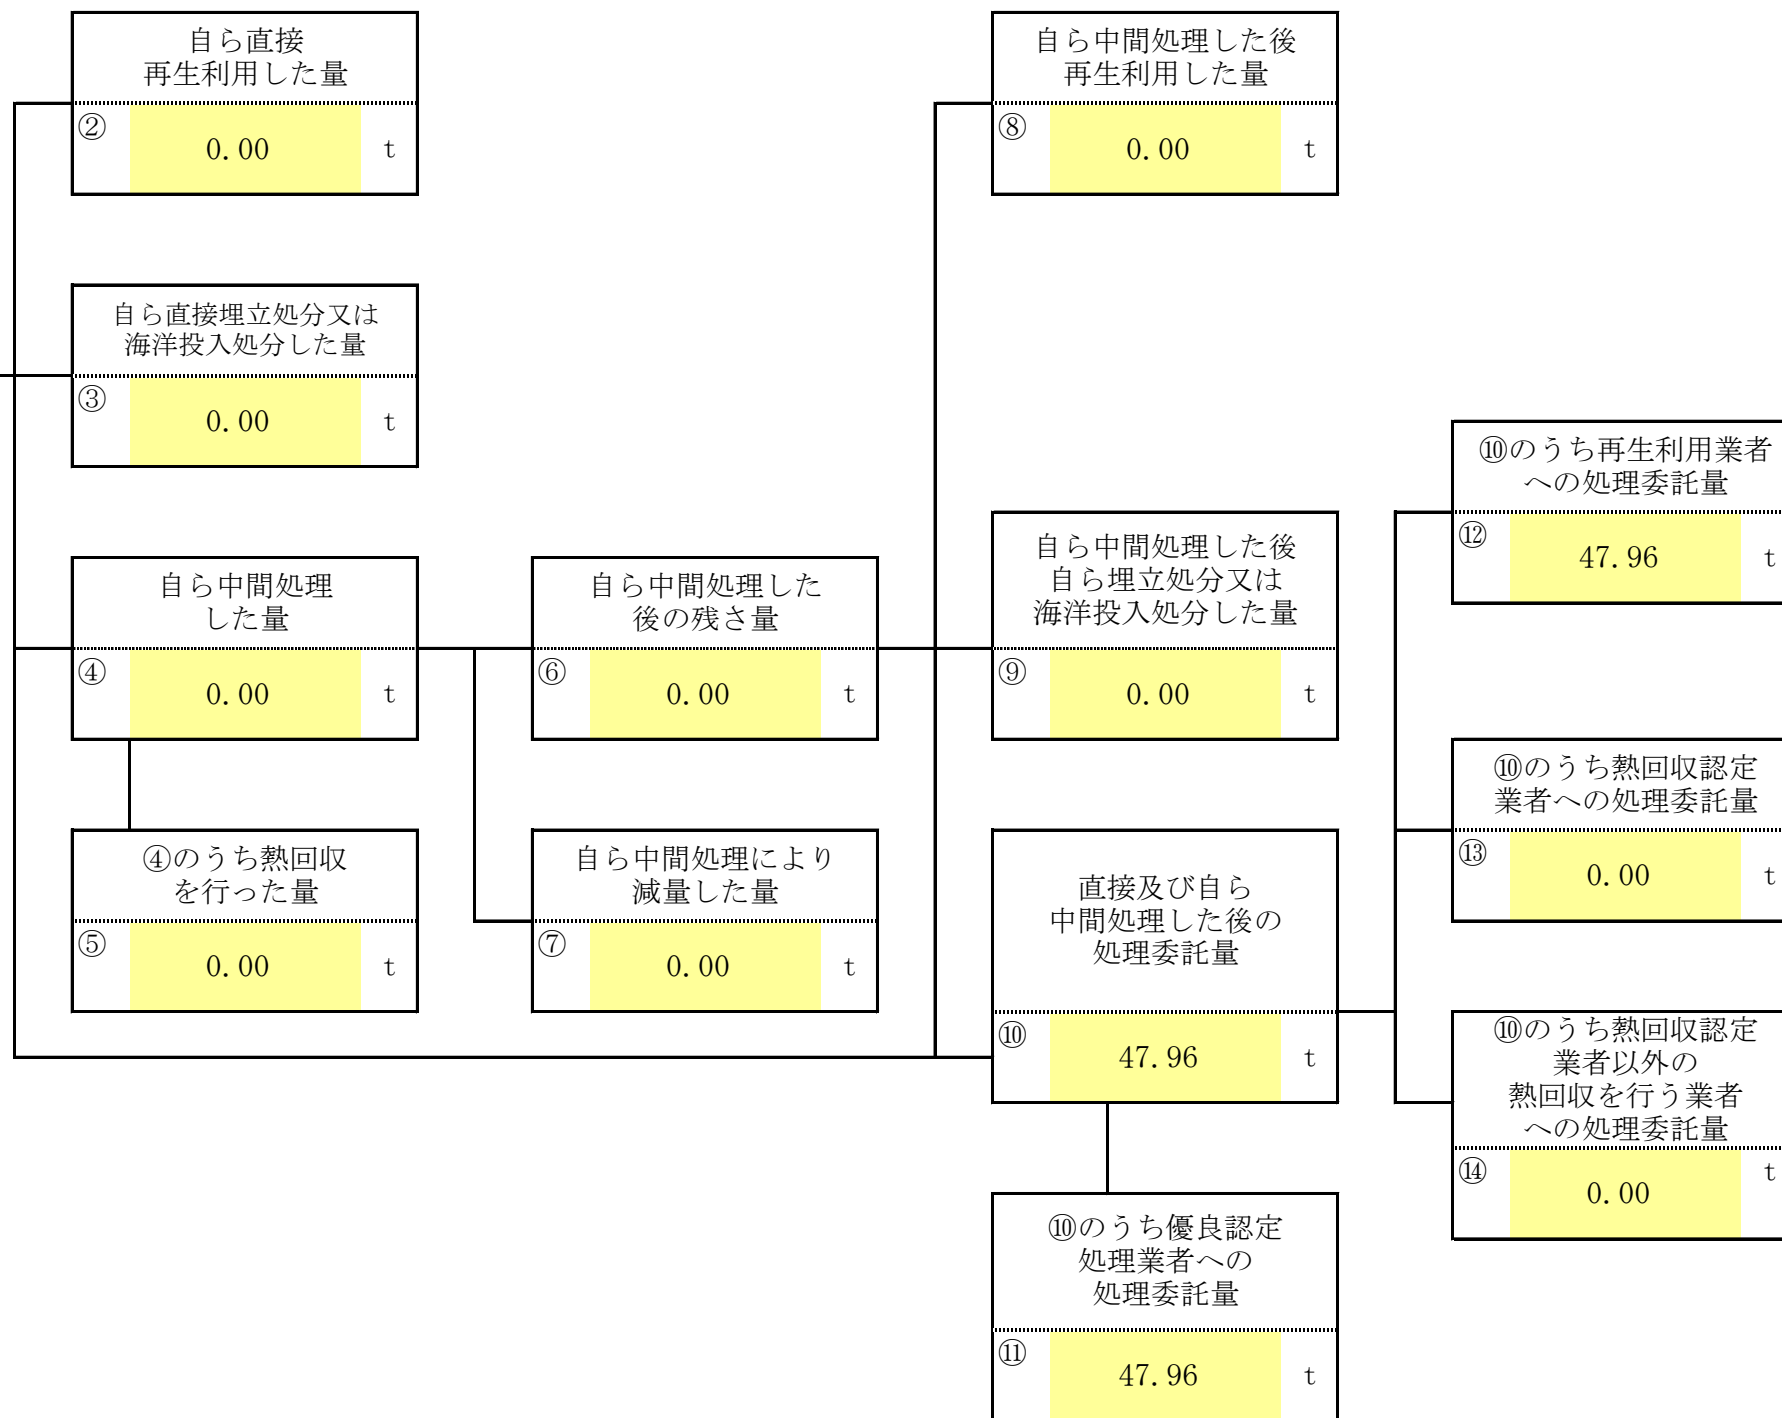 自ら直接
再生利用した量
② 0.00 t
自ら中間処理した後
再生利用した量
⑧ 0.00 t
自ら直接埋立処分又は
海洋投入処分した量
③ 0.00 t
⑩のうち再生利用業者
への処理委託量
⑫ 47.96 t
自ら中間処理
した量
④ 0.00 t
自ら中間処理した
後の残さ量
⑥ 0.00 t
自ら中間処理した後
自ら埋立処分又は
海洋投入処分した量
⑨ 0.00 t
⑩のうち熱回収認定
業者への処理委託量
⑬ 0.00 t
④のうち熱回収
を行った量
⑤ 0.00 t
自ら中間処理により
減量した量
⑦ 0.00 t
直接及び自ら
中間処理した後の
処理委託量
⑩ 47.96 t
⑩のうち熱回収認定
業者以外の
熱回収を行う業者
への処理委託量
⑭ 0.00 t
⑩のうち優良認定
処理業者への
処理委託量
⑪ 47.96 t